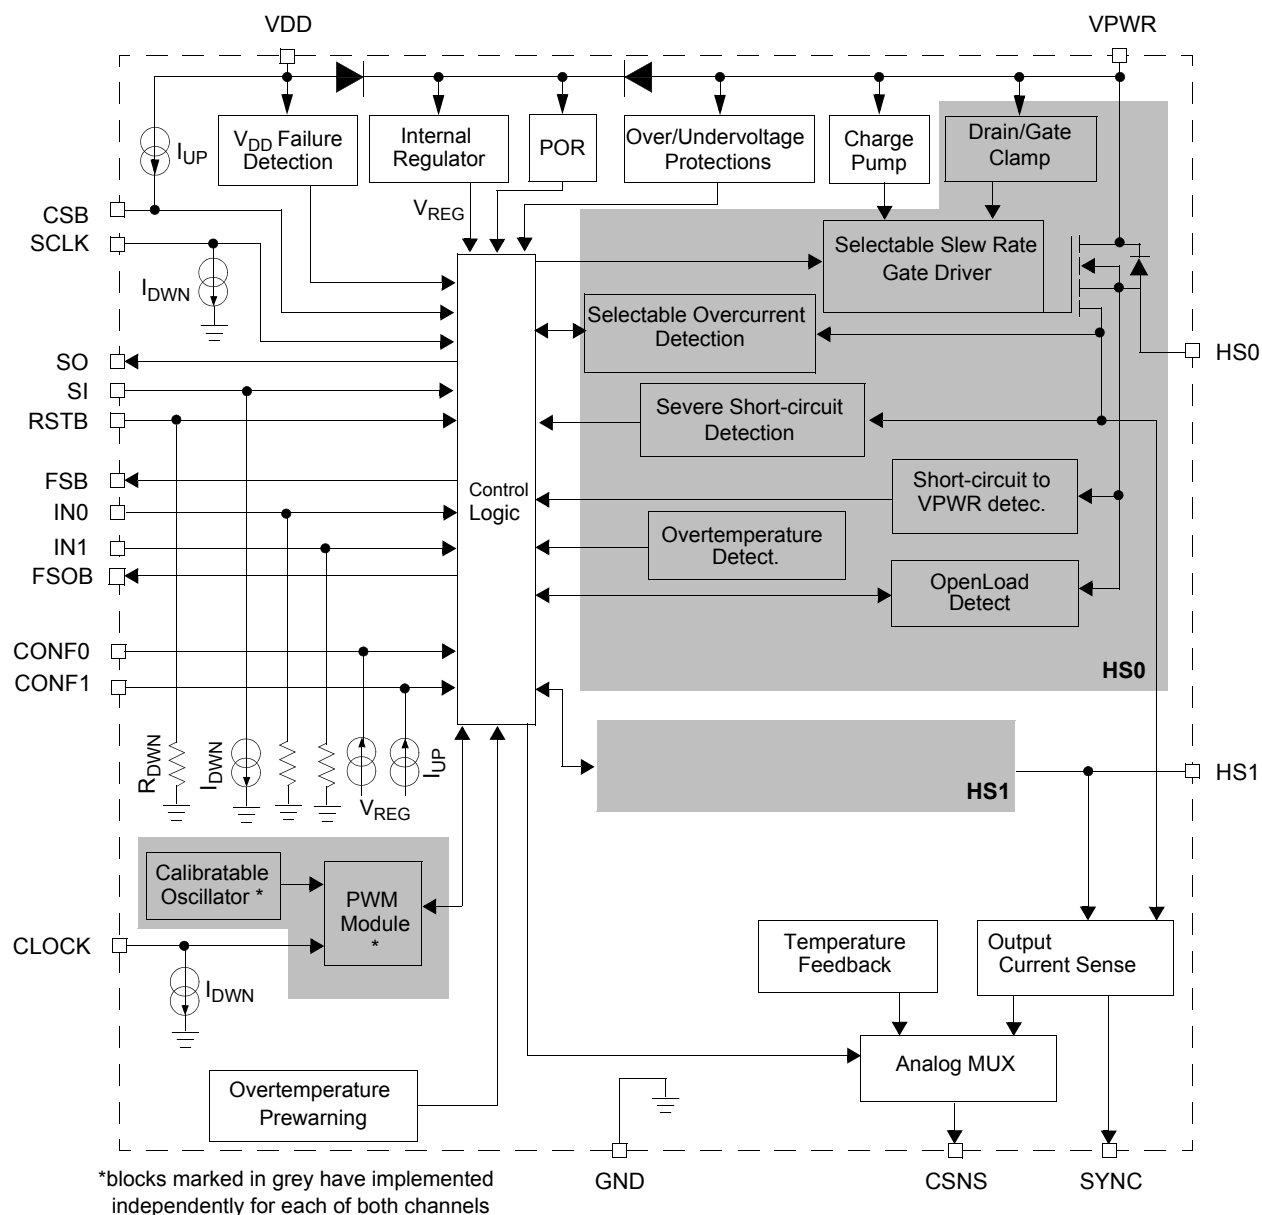 VDD
VPWR
VDD Failure
Detection
Internal
Regulator
POR
Over/Undervoltage
Protections
Charge
Pump
Drain/Gate
Clamp
IUP
VREG
CSB
SCLK
IDWN
Selectable Slew Rate
Gate Driver
Selectable Overcurrent
Detection
SO
HS0
SI
RSTB
Severe Short-circuit
Detection
FSB
IN0
IN1
FSOB
Control
Logic
Short-circuit to
VPWR detec.
Overtemperature
Detect.
OpenLoad
Detect
CONF0
CONF1
HS0
RDWN
IDWN
IUP
VREG
HS1
HS1
Calibratable
Oscillator *
PWM
Module
*
CLOCK
IDWN
Temperature
Feedback
Output
Current Sense
Analog MUX
Overtemperature
Prewarning
GND
CSNS
SYNC
*blocks marked in grey have implemented
independently for each of both channels